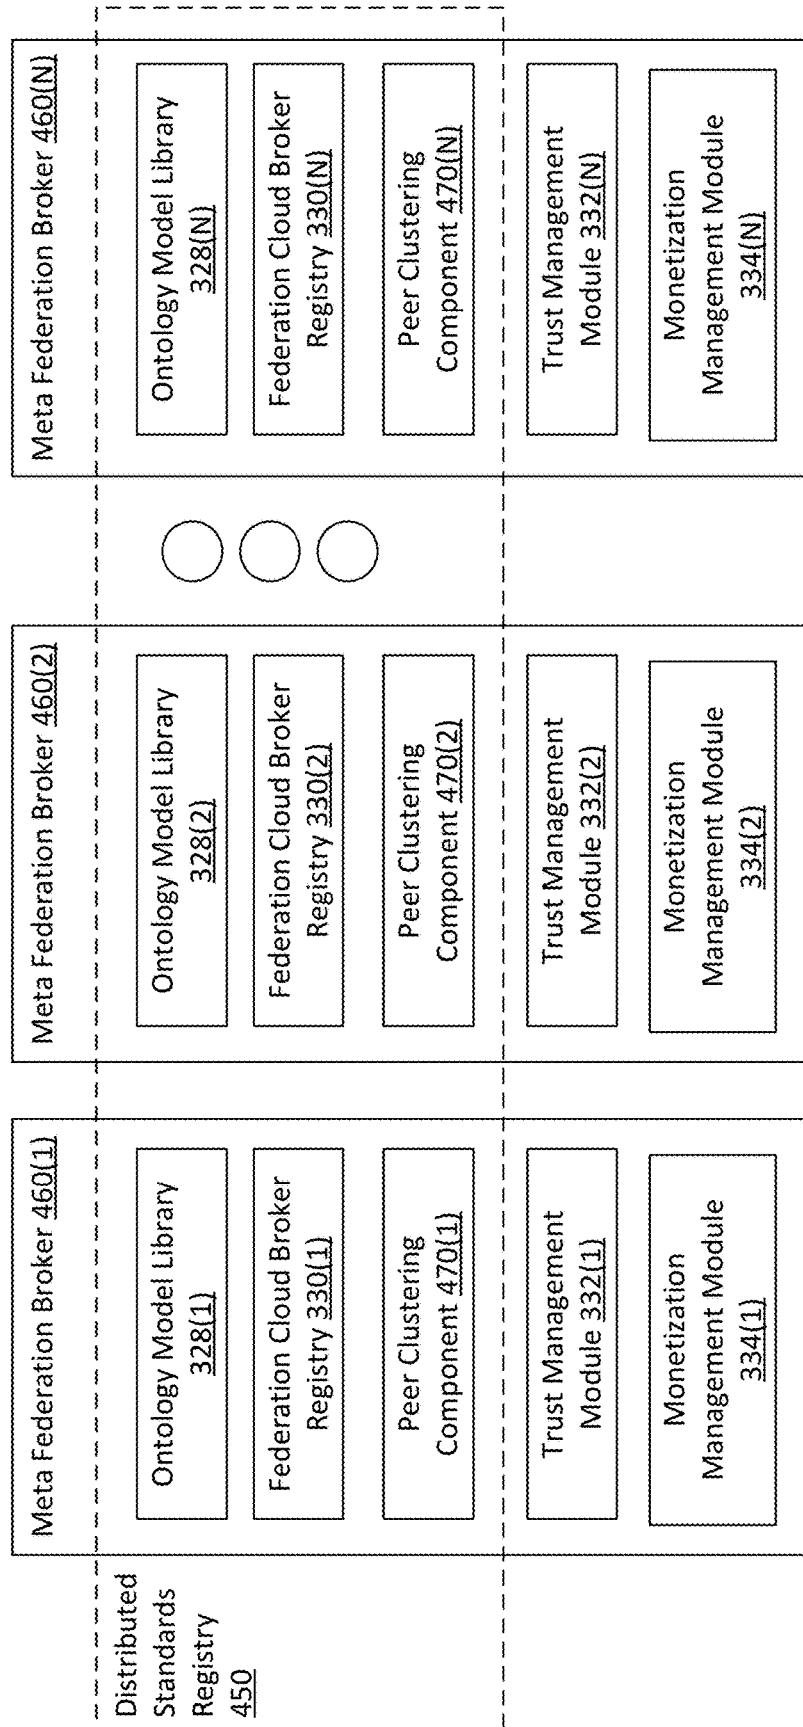 Distributed
Standards
Registry
450
Meta Federation Broker 460(1)
Ontology Model Library
328(1)
Federation Cloud Broker
Registry 330(1)
Peer Clustering
Component 470(1)
Trust Management
Module 332(1)
Monetization
Management Module
334(1)
Meta Federation Broker 460(2)
Ontology Model Library
328(2)
Federation Cloud Broker
Registry 330(2)
Peer Clustering
Component 470(2)
Trust Management
Module 332(2)
Monetization
Management Module
334(2)
Meta Federation Broker 460(N)
Ontology Model Library
328(N)
Federation Cloud Broker
Registry 330(N)
Peer Clustering
Component 470(N)
Trust Management
Module 332(N)
Monetization
Management Module
334(N)